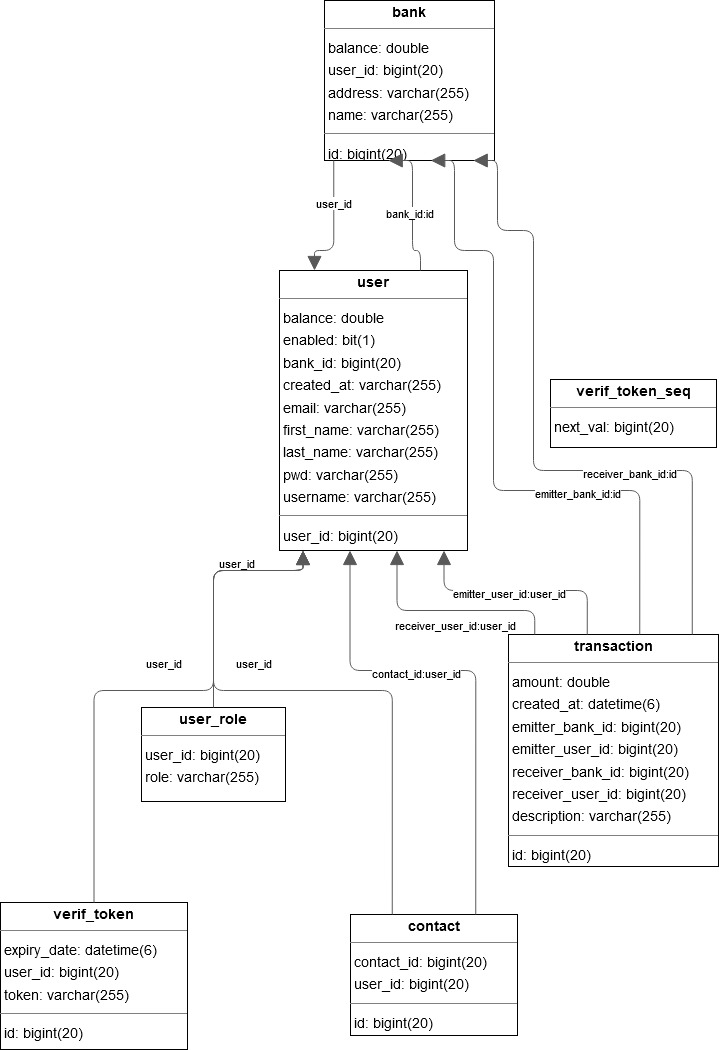 bank
balance: double
user_id: bigint(20)
address: varchar(255)
name: varchar(255)
id: bigint(20)
user_id
bank_id:id
user
balance: double
enabled: bit(1)
bank_id: bigint(20)
created_at: varchar(255)
email: varchar(255)
first_name: varchar(255)
last_name: varchar(255)
pwd: varchar(255)
username: varchar(255)
user_id: bigint(20)
verif_token_seq
next_val: bigint(20)
receiver_bank_id:id
emitter_bank_id:id
user_id
emitter_user_id:user_id
receiver_user_id:user_id
user_id
user_id
contact_id:user_id
transaction
amount: double
created_at: datetime(6)
emitter_bank_id: bigint(20)
emitter_user_id: bigint(20)
receiver_bank_id: bigint(20)
receiver_user_id: bigint(20)
description: varchar(255)
id: bigint(20)
user_role
user_id: bigint(20)
role: varchar(255)
verif_token
expiry_date: datetime(6)
user_id: bigint(20)
token: varchar(255)
id: bigint(20)
contact
contact_id: bigint(20)
user_id: bigint(20)
id: bigint(20)